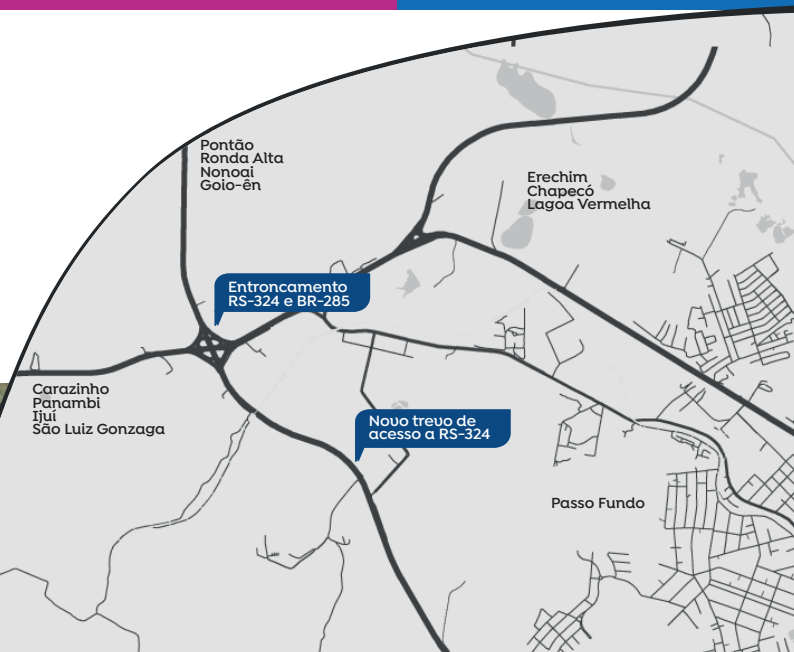 Pontão
Ronda Alta
Nonoai
Goio-ên
Erechim
Chapecó
Lagoa Vermelha
Entroncamento
RS-324 e BR-285
Carazinho
Panambi
Ijuí
São Luiz Gonzaga
Novo trevo de
acesso a RS-324
Passo Fundo